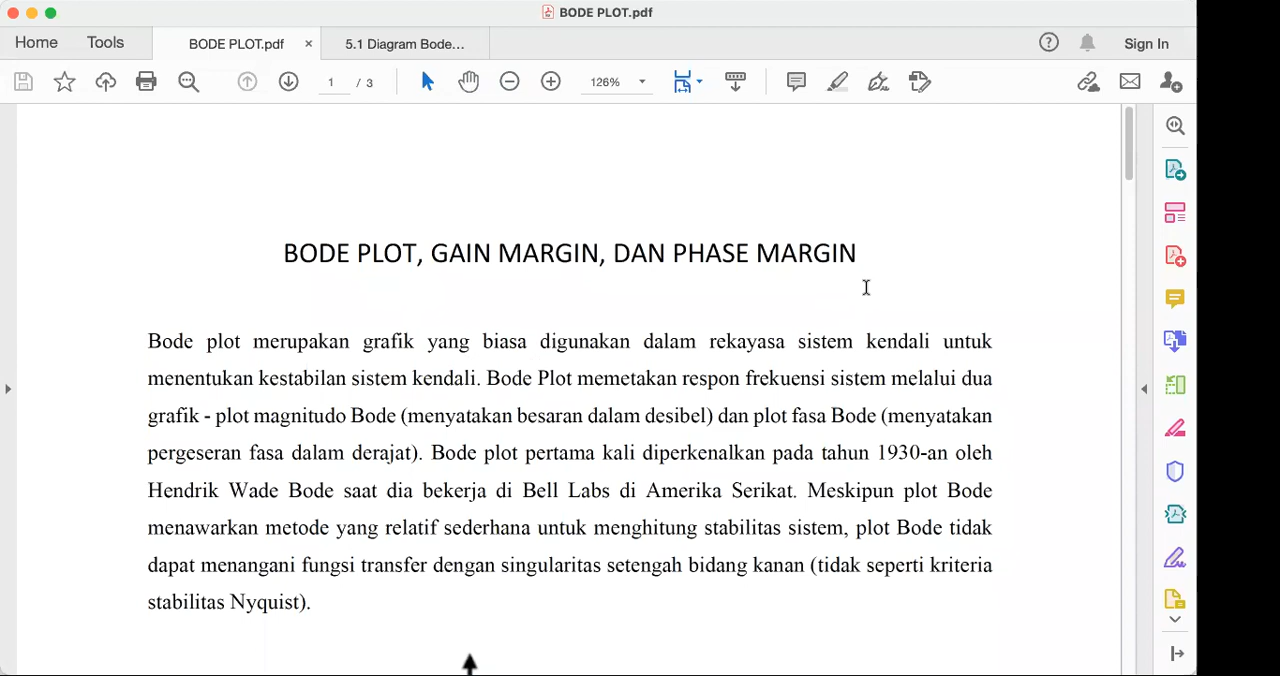 BODE PLOT.pdf
Home
Tools
BODE PLOT.pdf
×
5.1 Diagram Bode...
Sign In
1 / 3
126%
BODE PLOT, GAIN MARGIN, DAN PHASE MARGIN
Bode plot merupakan grafik yang biasa digunakan dalam rekayasa sistem kendali untuk
menentukan kestabilan sistem kendali. Bode Plot memetakan respon frekuensi sistem melalui dua
grafik - plot magnitudo Bode (menyatakan besaran dalam desibel) dan plot fasa Bode (menyatakan
pergeseran fasa dalam derajat). Bode plot pertama kali diperkenalkan pada tahun 1930-an oleh
Hendrik Wade Bode saat dia bekerja di Bell Labs di Amerika Serikat. Meskipun plot Bode
menawarkan metode yang relatif sederhana untuk menghitung stabilitas sistem, plot Bode tidak
dapat menangani fungsi transfer dengan singularitas setengah bidang kanan (tidak seperti kriteria
stabilitas Nyquist).